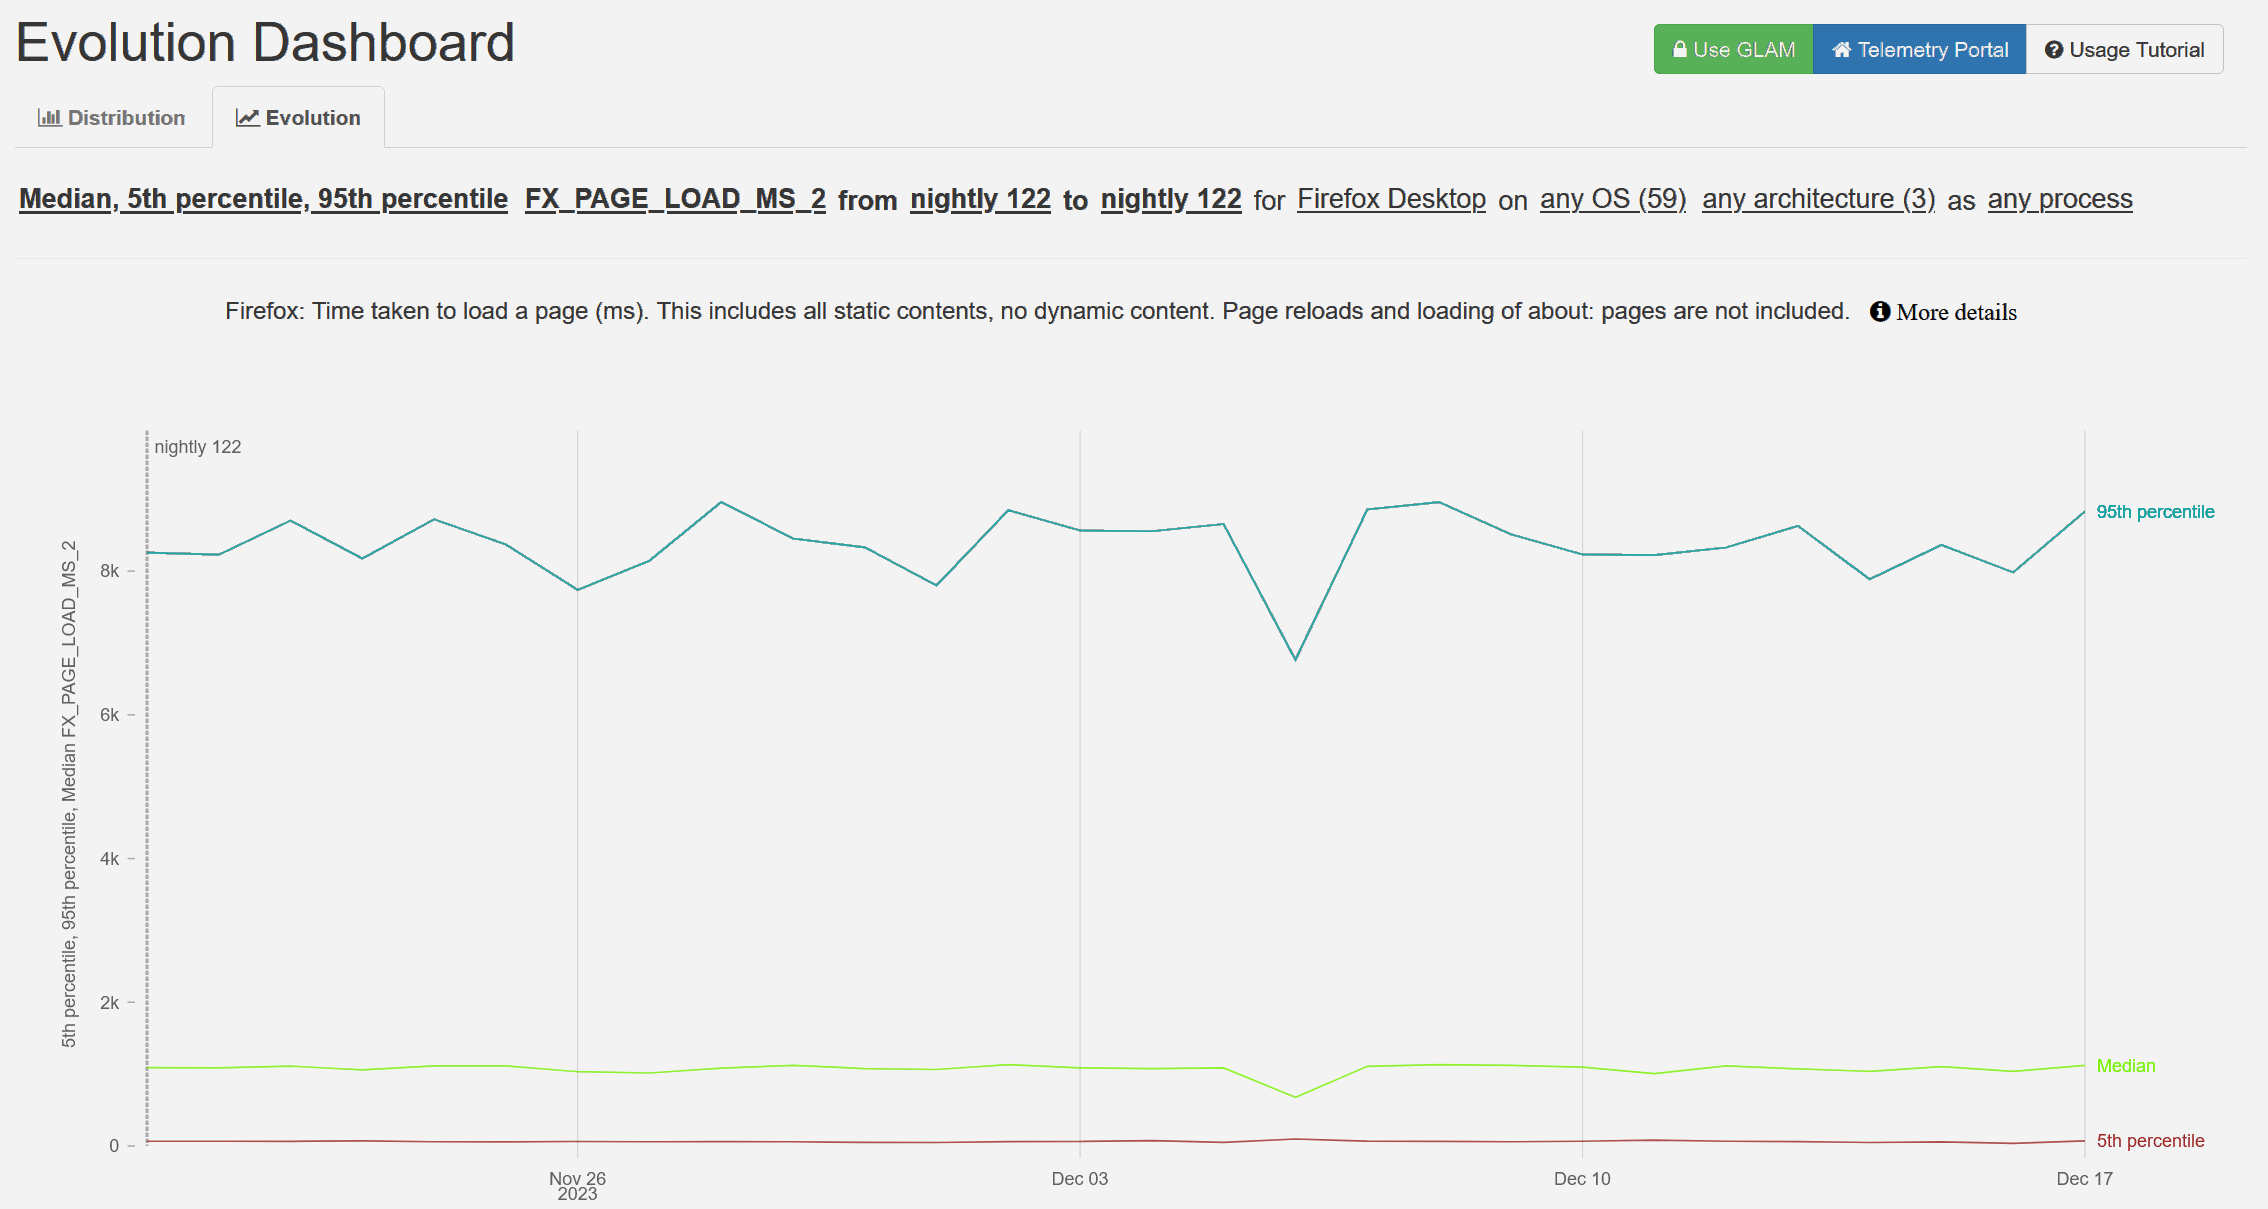 Evolution Dashboard
Use GLAM Telemetry Portal Usage Tutorial
Distribution Evolution
Median, 5th percentile, 95th percentile FX_PAGE_LOAD_MS_2 from nightly 122 to nightly 122 for Firefox Desktop on any OS (59) any architecture (3) as any process
Firefox: Time taken to load a page (ms). This includes all static contents, no dynamic content. Page reloads and loading of about: pages are not included. More details
nightly 122
5th percentile, 95th percentile, Median FX_PAGE_LOAD_MS_2
8k
6k
4k
2k
0
95th percentile
Median
5th percentile
Nov 26
2023
Dec 03
Dec 10
Dec 17